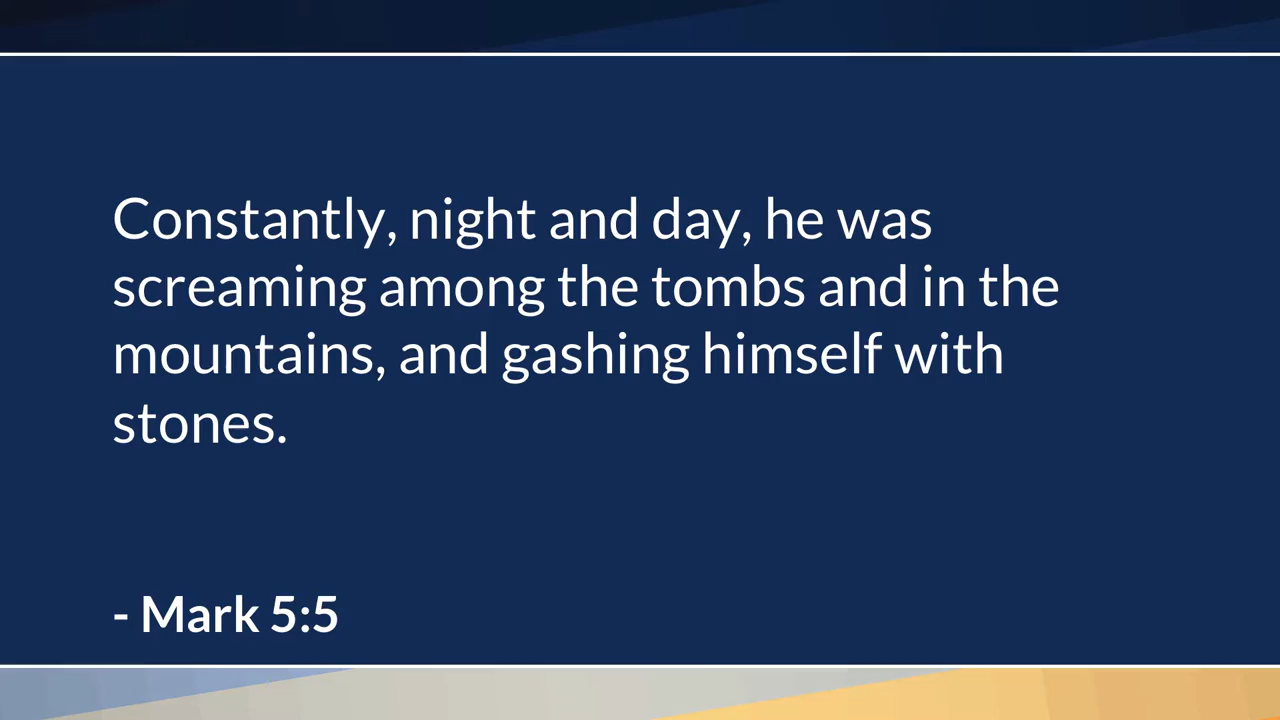 Constantly, night and day, he was
screaming among the tombs and in the
mountains, and gashing himself with
stones.
- Mark 5:5